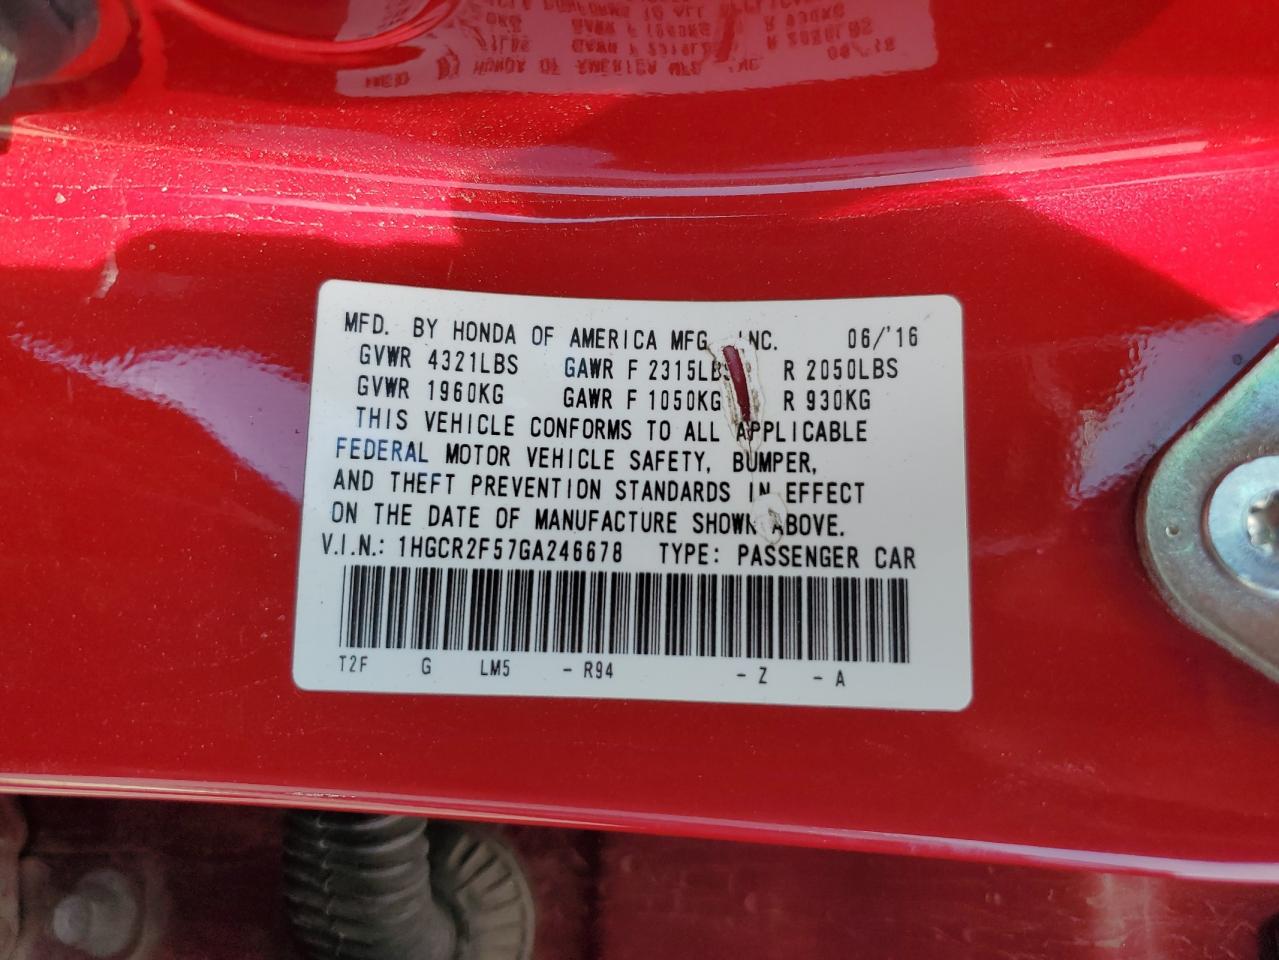 MFD. BY HONDA OF AMERICA MFG. INC. 06/'16
GVWR 4321LBS GAWR F 2315LBS R 2050LBS
GVWR 1960KG GAWR F 1050KG R 930KG
THIS VEHICLE CONFORMS TO ALL APPLICABLE
FEDERAL MOTOR VEHICLE SAFETY, BUMPER,
AND THEFT PREVENTION STANDARDS IN EFFECT
ON THE DATE OF MANUFACTURE SHOWN ABOVE.
V.I.N.: 1HGCR2F57GA246678 TYPE: PASSENGER CAR
T2F G LM5 - R94 - Z - A